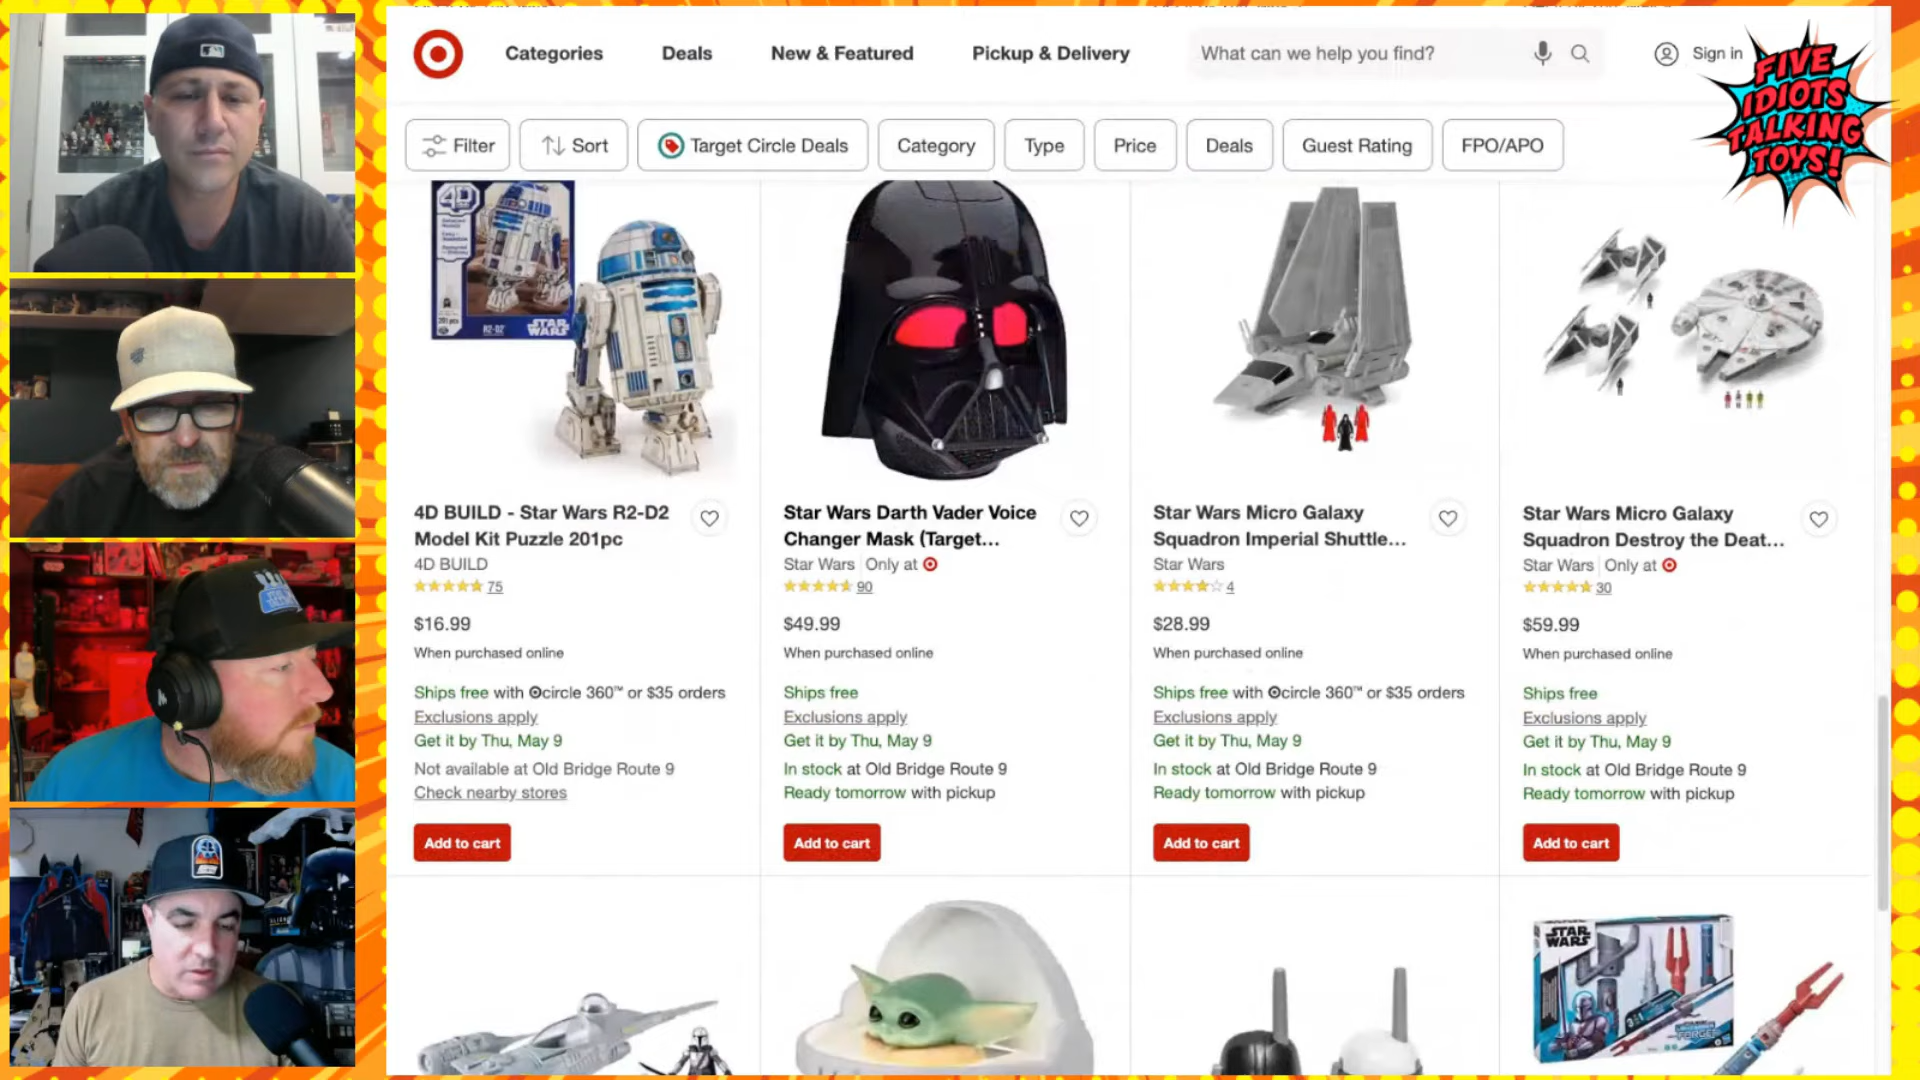 Categories
Deals
New & Featured
Pickup & Delivery
What can we help you find?
Sign in
FIVE
IDIOTS
TALKING
TOYS!
Filter
Sort
Target Circle Deals
Category
Type
Price
Deals
Guest Rating
FPO/APO
4D
R2-D2
STAR
WARS
4D BUILD - Star Wars R2-D2
Model Kit Puzzle 201pc
4D BUILD
75
$16.99
When purchased online
Ships free with circle 360™ or $35 orders
Exclusions apply
Get it by Thu, May 9
Not available at Old Bridge Route 9
Check nearby stores
Add to cart
Star Wars Darth Vader Voice
Changer Mask (Target...
Star Wars Only at
90
$49.99
When purchased online
Ships free
Exclusions apply
Get it by Thu, May 9
In stock at Old Bridge Route 9
Ready tomorrow with pickup
Add to cart
Star Wars Micro Galaxy
Squadron Imperial Shuttle...
Star Wars
4
$28.99
When purchased online
Ships free with circle 360™ or $35 orders
Exclusions apply
Get it by Thu, May 9
In stock at Old Bridge Route 9
Ready tomorrow with pickup
Add to cart
Star Wars Micro Galaxy
Squadron Destroy the Deat...
Star Wars Only at
30
$59.99
When purchased online
Ships free
Exclusions apply
Get it by Thu, May 9
In stock at Old Bridge Route 9
Ready tomorrow with pickup
Add to cart
STAR
WARS